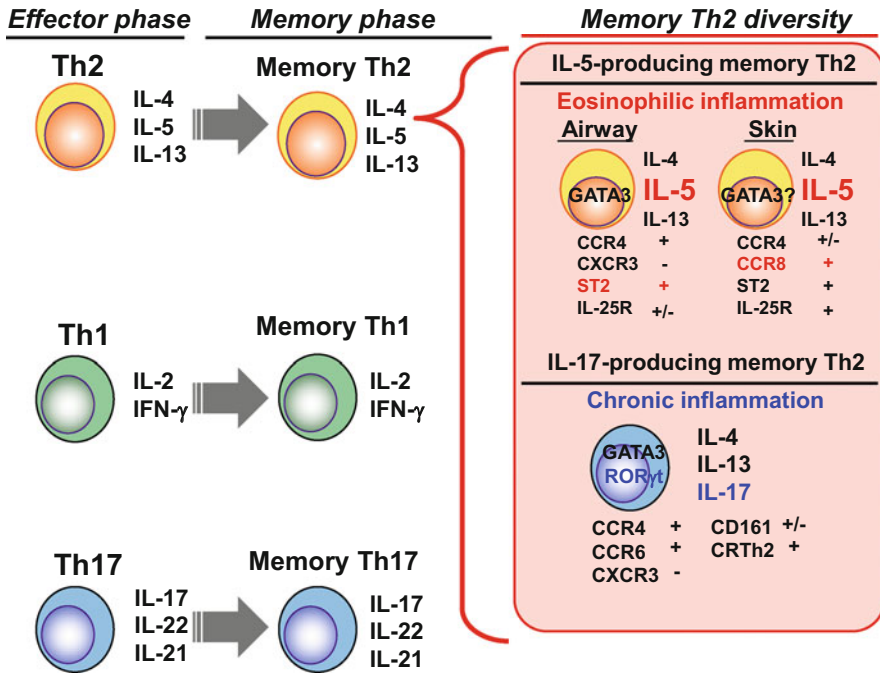 Effector phase
Memory phase
Memory Th2 diversity
Th2
IL-4
IL-5
IL-13
Memory Th2
IL-4
IL-5
IL-13
Th1
IL-2
IFN-γ
Memory Th1
IL-2
IFN-γ
Th17
IL-17
IL-22
IL-21
Memory Th17
IL-17
IL-22
IL-21
IL-5-producing memory Th2
Eosinophilic inflammation
Airway
GATA3
IL-4
IL-5
IL-13
CCR4 +
CXCR3 -
ST2 +
IL-25R +/-
Skin
GATA3?
IL-4
IL-5
IL-13
CCR4 +/-
CCR8 +
ST2 +
IL-25R +
IL-17-producing memory Th2
Chronic inflammation
GATA3
RORγt
IL-4
IL-13
IL-17
CCR4 +
CCR6 +
CXCR3 -
CD161 +/-
CRTh2 +